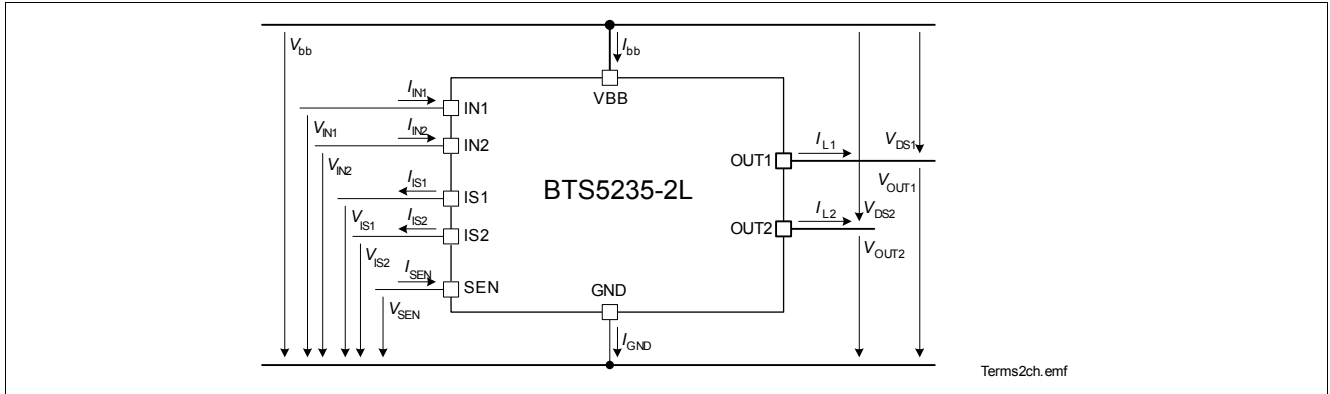 Vbb
Ibb
IIN1
VBB
IN1
VIN1
IIN2
IN2
VIN2
IL1
VDS1
OUT1
VOUT1
BTS5235-2L
IIS1
IS1
VIS1
IIS2
IS2
VIS2
IL2
VDS2
OUT2
VOUT2
ISEN
SEN
VSEN
GND
IGND
Terms2ch.emf